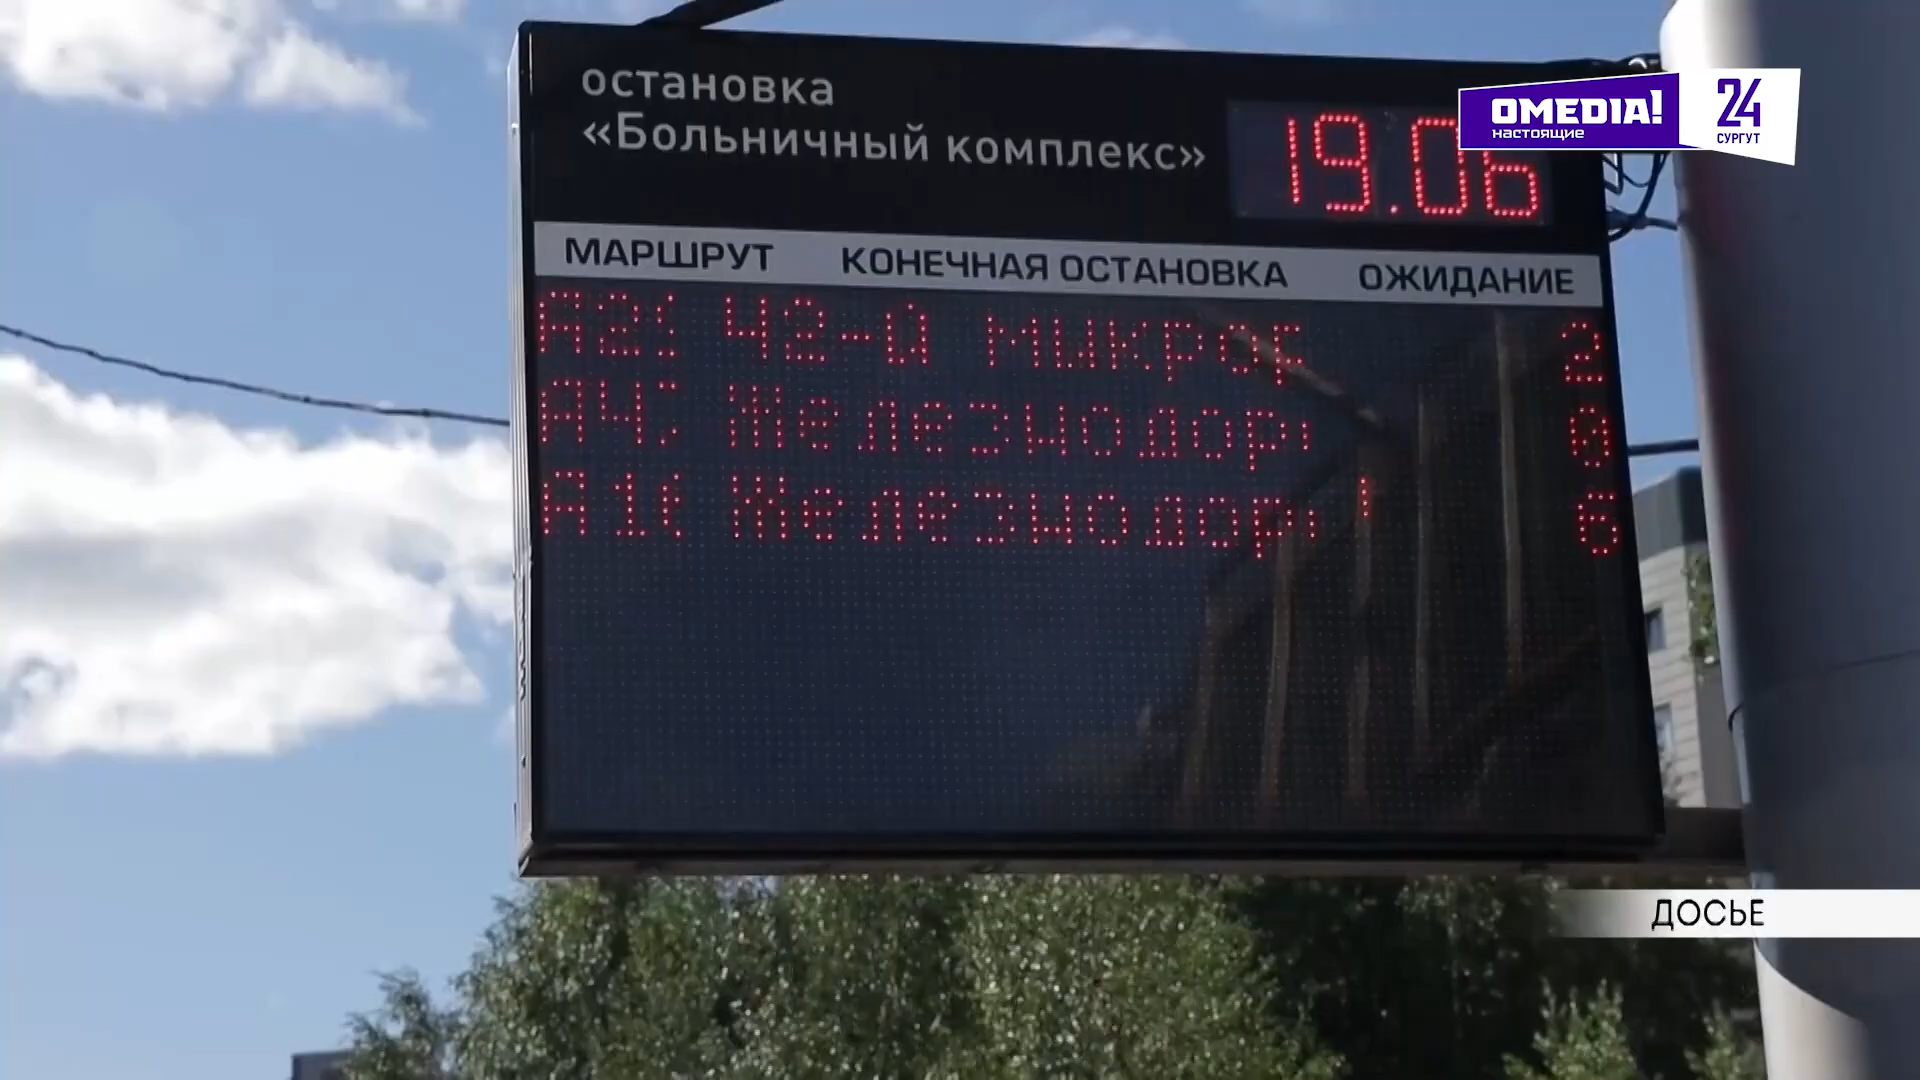 остановка
«Больничный комплекс»
19.06
OMEDIA!
настоящие
24
СУРГУТ
МАРШРУТ КОНЕЧНАЯ ОСТАНОВКА ОЖИДАНИЕ
42-й микрор 2
Железнодор 0
Железнодор 6
ДОСЬЕ